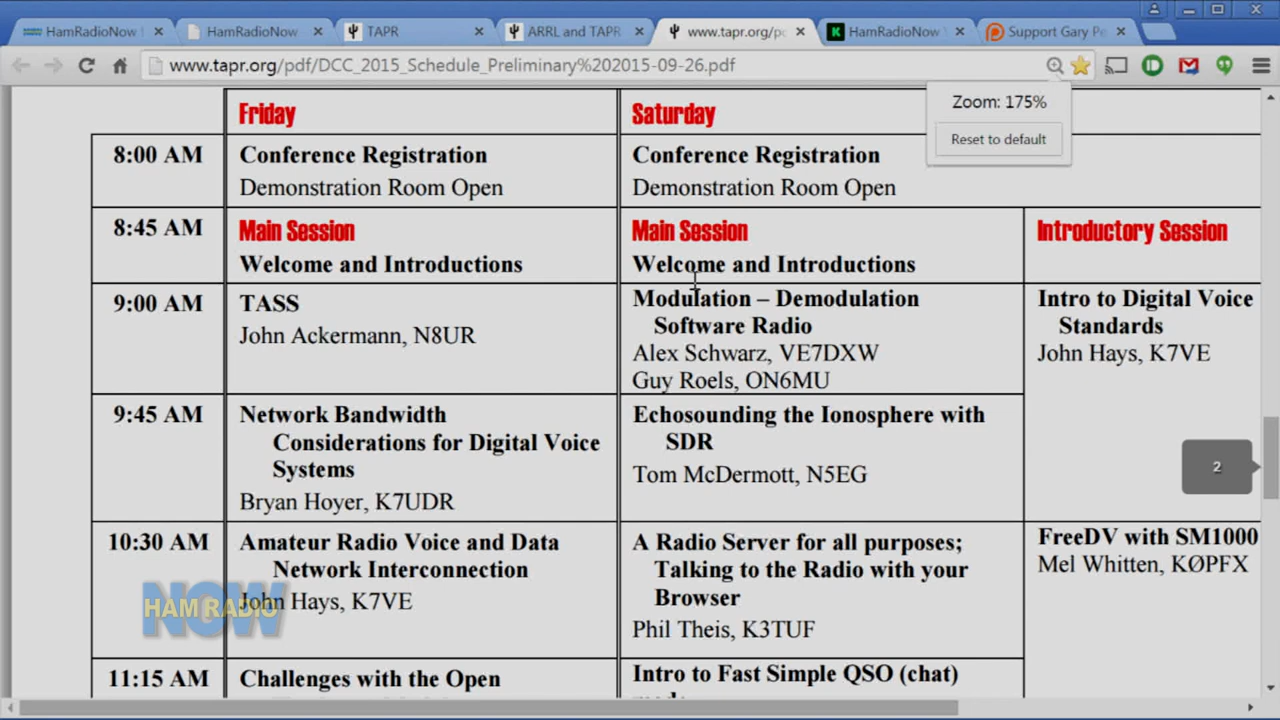 HamRadioNow
HamRadioNow
TAPR
ARRL and TAPR
www.tapr.org/p
HamRadioNow
Support Gary Pe
www.tapr.org/pdf/DCC_2015_Schedule_Preliminary%202015-09-26.pdf
Zoom: 175%
Reset to default
Friday
Saturday
8:00 AM
Conference Registration
Demonstration Room Open
Conference Registration
Demonstration Room Open
8:45 AM
Main Session
Welcome and Introductions
Main Session
Welcome and Introductions
Introductory Session
9:00 AM
TASS
John Ackermann, N8UR
Modulation – Demodulation
Software Radio
Alex Schwarz, VE7DXW
Guy Roels, ON6MU
Intro to Digital Voice
Standards
John Hays, K7VE
9:45 AM
Network Bandwidth
Considerations for Digital Voice
Systems
Bryan Hoyer, K7UDR
Echosounding the Ionosphere with
SDR
Tom McDermott, N5EG
2
10:30 AM
Amateur Radio Voice and Data
Network Interconnection
John Hays, K7VE
A Radio Server for all purposes;
Talking to the Radio with your
Browser
Phil Theis, K3TUF
FreeDV with SM1000
Mel Whitten, KØPFX
HAM RADIO
NOW
11:15 AM
Challenges with the Open
Intro to Fast Simple QSO (chat)